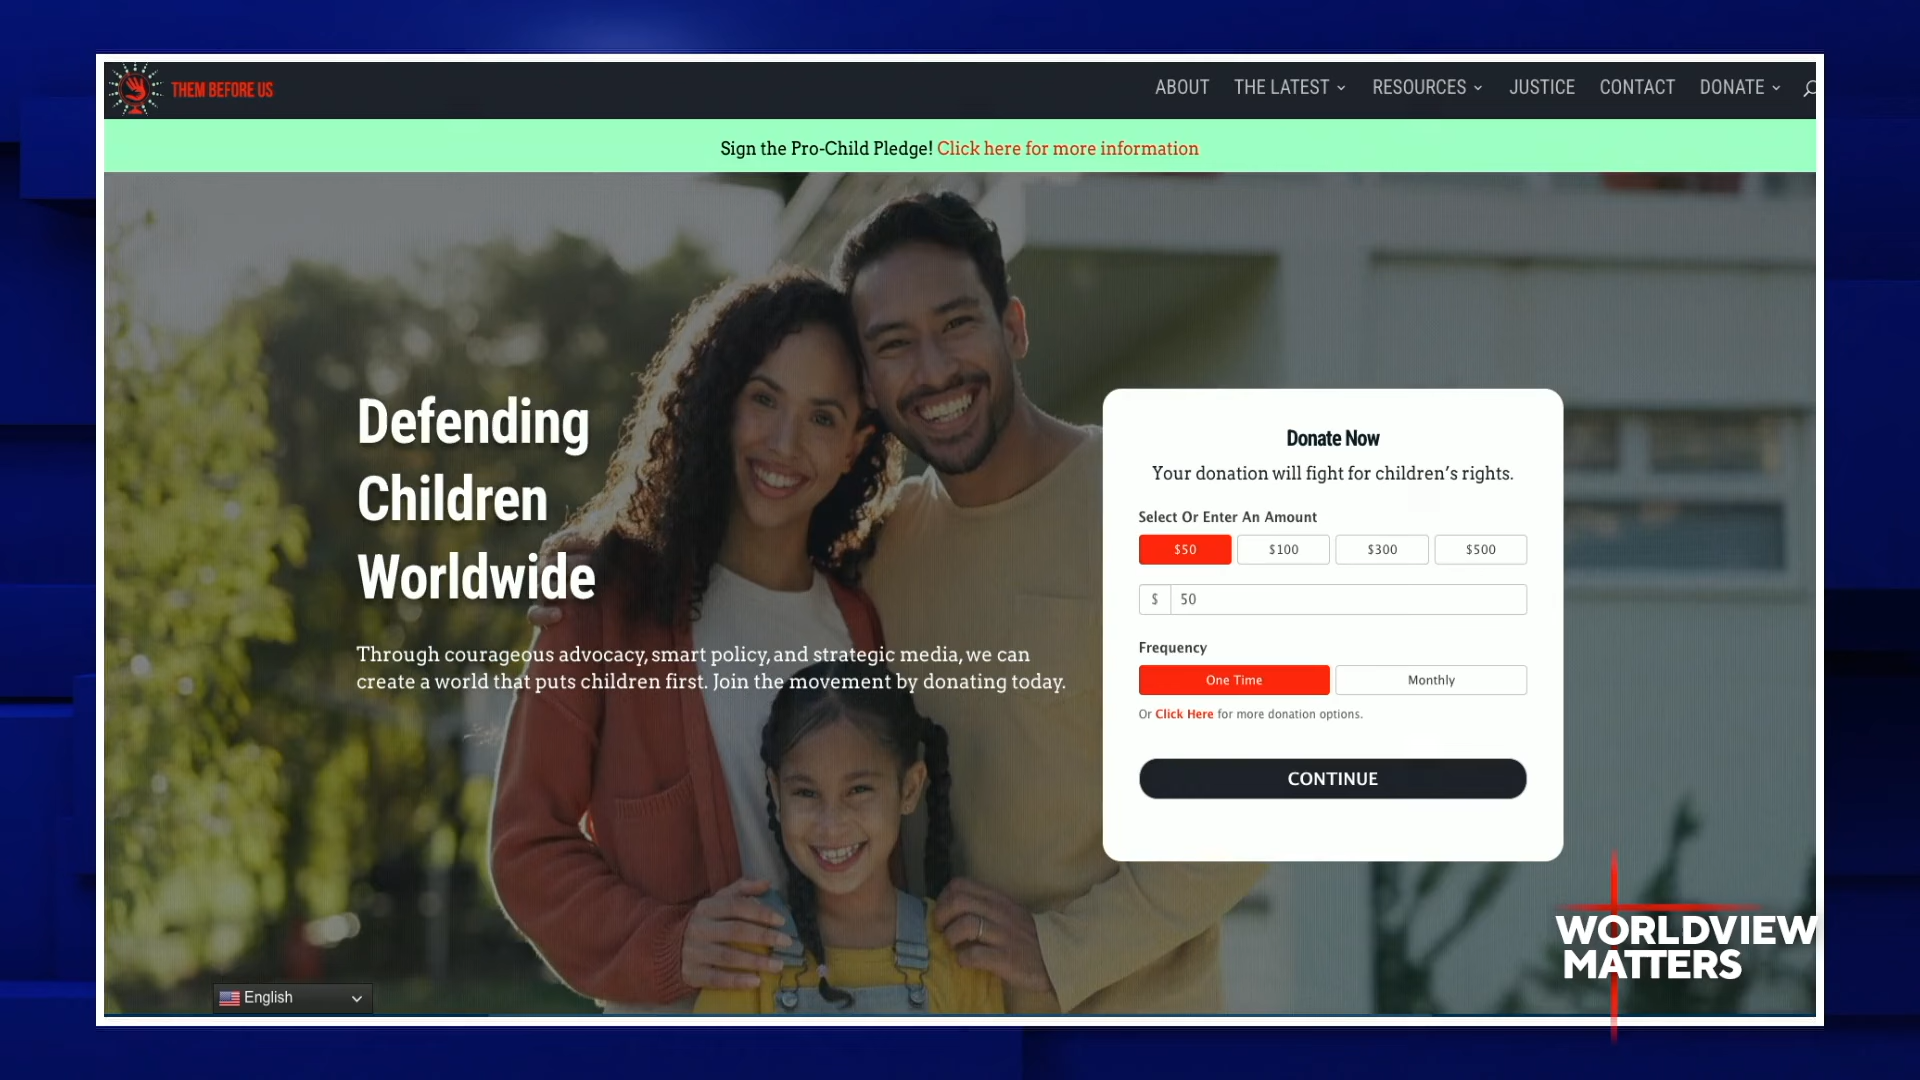 THEM BEFORE US
ABOUT THE LATEST RESOURCES JUSTICE CONTACT DONATE
Sign the Pro-Child Pledge! Click here for more information
Defending
Children
Worldwide
Through courageous advocacy, smart policy, and strategic media, we can
create a world that puts children first. Join the movement by donating today.
Donate Now
Your donation will fight for children’s rights.
Select Or Enter An Amount
$50 $100 $300 $500
$ 50
Frequency
One Time Monthly
Or Click Here for more donation options.
CONTINUE
WORLDVIEW
MATTERS
English